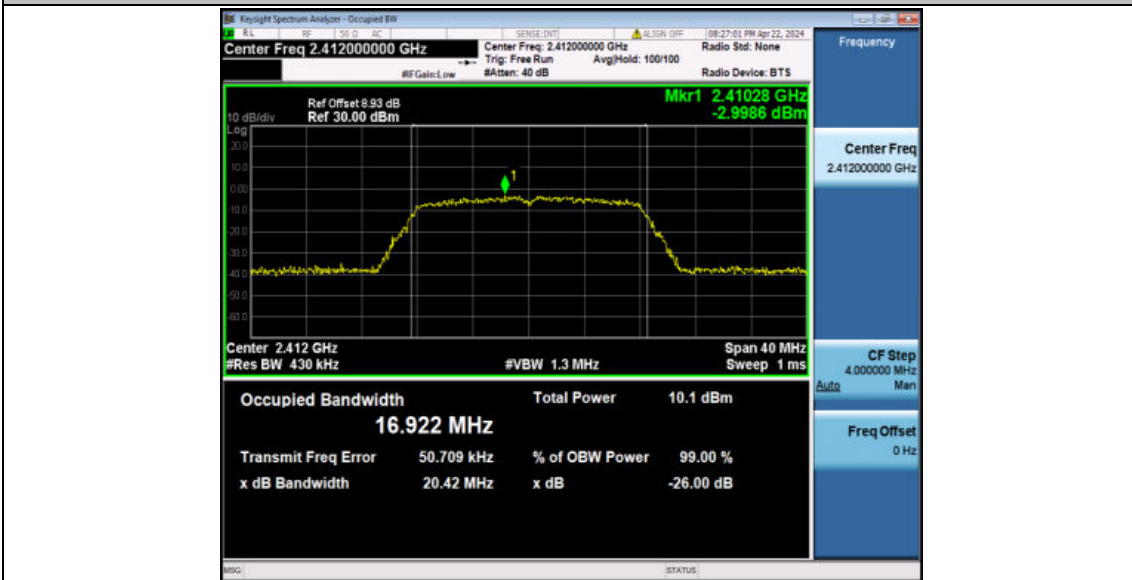 Keysight Spectrum Analyzer - Occupied BW
RL RF 50 Ω AC SENSE:INT ALIGN OFF 08:27:01 PM Apr 22, 2024
Center Freq 2.412000000 GHz
Center Freq: 2.412000000 GHz
Radio Std: None
Trig: Free Run Avg|Hold: 100/100
#IFGain:Low #Atten: 40 dB Radio Device: BTS
Mkr1 2.41028 GHz
-2.9986 dBm
Ref Offset 8.93 dB
10 dB/div Ref 30.00 dBm
Log
20.0
10.0
1
0.00
-10.0
-20.0
-30.0
-40.0
-50.0
-60.0
Center 2.412 GHz Span 40 MHz
#Res BW 430 kHz #VBW 1.3 MHz Sweep 1 ms
Occupied Bandwidth Total Power 10.1 dBm
16.922 MHz
Transmit Freq Error 50.709 kHz % of OBW Power 99.00 %
x dB Bandwidth 20.42 MHz x dB -26.00 dB
MSG STATUS
Frequency
Center Freq
2.412000000 GHz
CF Step
4.000000 MHz
Auto Man
Freq Offset
0 Hz